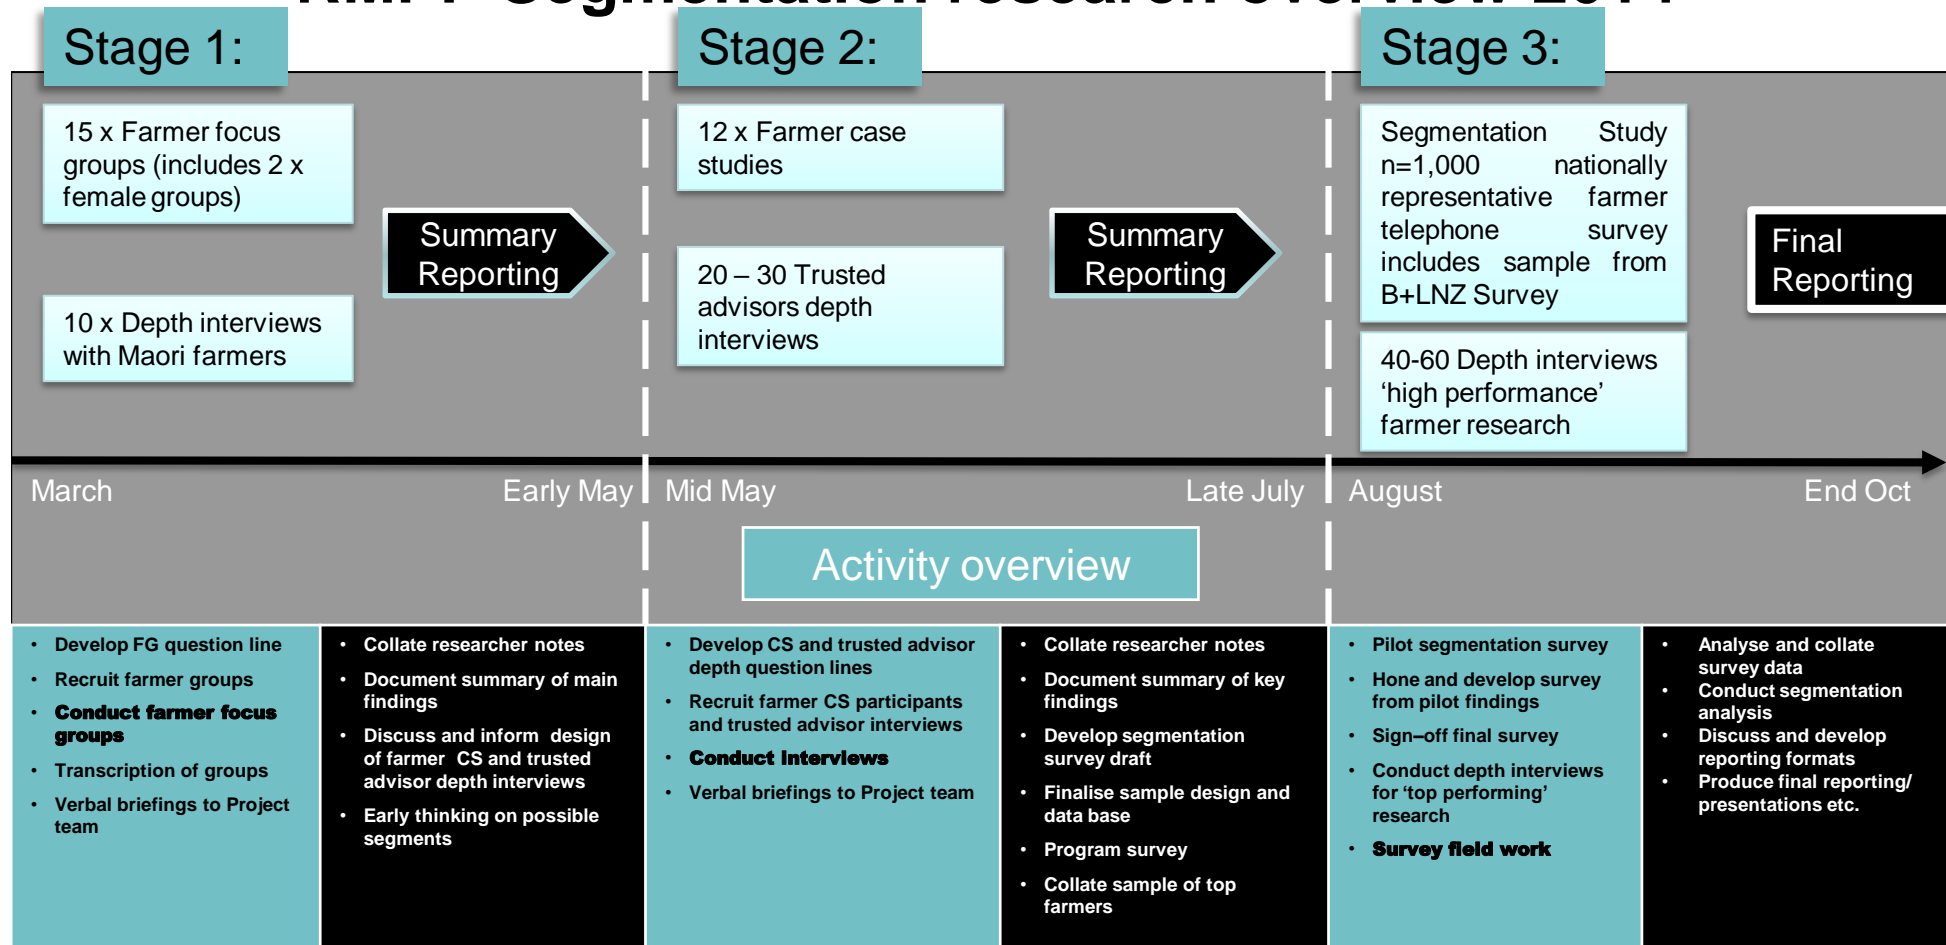 Segmentation research overview
Stage 1:
Stage 2:
Stage 3:
15 x Farmer focus
groups (includes 2 x
female groups)
10 x Depth interviews
with Maori farmers
Summary
Reporting
12 x Farmer case
studies
20 – 30 Trusted
advisors depth
interviews
Summary
Reporting
Segmentation Study
n=1,000 nationally
representative farmer
telephone survey
includes sample from
B+LNZ Survey
40-60 Depth interviews
‘high performance’
farmer research
Final
Reporting
March
Early May
Mid May
Late July
August
End Oct
Activity overview
• Develop FG question line
• Recruit farmer groups
• Conduct farmer focus
groups
• Transcription of groups
• Verbal briefings to Project
team
• Collate researcher notes
• Document summary of main
findings
• Discuss and inform design
of farmer CS and trusted
advisor depth interviews
• Early thinking on possible
segments
• Develop CS and trusted advisor
depth question lines
• Recruit farmer CS participants
and trusted advisor interviews
• Conduct interviews
• Verbal briefings to Project team
• Collate researcher notes
• Document summary of key
findings
• Develop segmentation
survey draft
• Finalise sample design and
data base
• Program survey
• Collate sample of top
farmers
• Pilot segmentation survey
• Hone and develop survey
from pilot findings
• Sign–off final survey
• Conduct depth interviews
for ‘top performing’
research
• Survey field work
• Analyse and collate
survey data
• Conduct segmentation
analysis
• Discuss and develop
reporting formats
• Produce final reporting/
presentations etc.